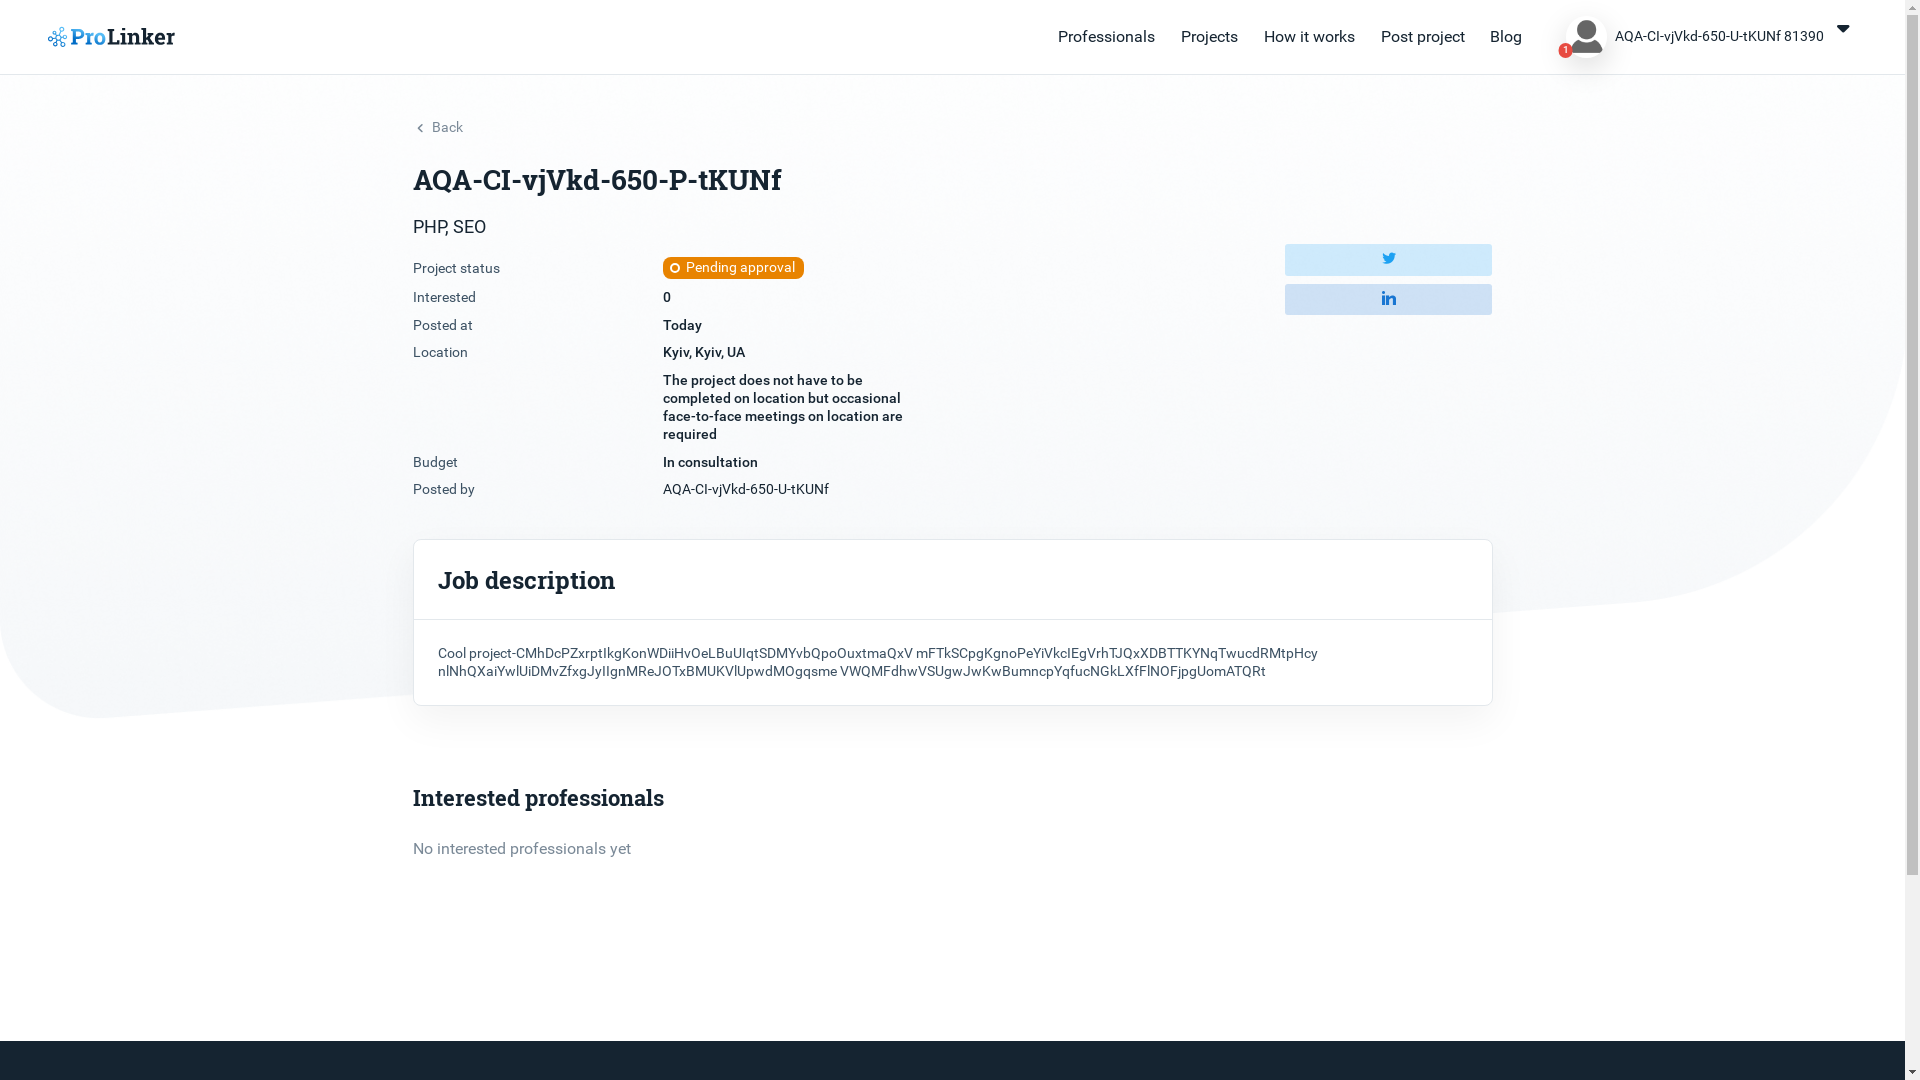 ProLinker
Professionals
Projects
How it works
Post project
Blog
1
AQA-CI-vjVkd-650-U-tKUNf 81390
Back
AQA-CI-vjVkd-650-P-tKUNf
PHP, SEO
Project status
Pending approval
Interested
0
Posted at
Today
Location
Kyiv, Kyiv, UA
The project does not have to be
completed on location but occasional
face-to-face meetings on location are
required
Budget
In consultation
Posted by
AQA-CI-vjVkd-650-U-tKUNf
Job description
Cool project-CMhDcPZxrptIkgKonWDiiHvOeLBuUIqtSDMYvbQpoOuxtmaQxV mFTkSCpgKgnoPeYiVkcIEgVrhTJQxXDBTTKYNqTwucdRMtpHcy
nlNhQXaiYwlUiDMvZfxgJyIIgnMReJOTxBMUKVlUpwdMOgqsme VWQMFdhwVSUgwJwKwBumncpYqfucNGkLXfFlNOFjpgUomATQRt
Interested professionals
No interested professionals yet